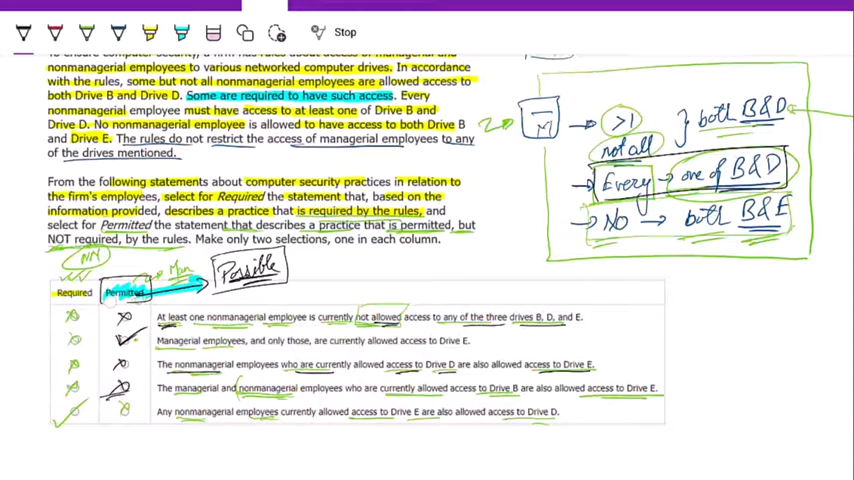 Stop
To ensure computer security, a firm has rules about access of managerial and
nonmanagerial employees to various networked computer drives. In accordance
with the rules, some but not all nonmanagerial employees are allowed access to
both Drive B and Drive D. Some are required to have such access. Every
nonmanagerial employee must have access to at least one of Drive B and
Drive D. No nonmanagerial employee is allowed to have access to both Drive B
and Drive E. The rules do not restrict the access of managerial employees to any
of the drives mentioned.
From the following statements about computer security practices in relation to
the firm's employees, select for Required the statement that, based on the
information provided, describes a practice that is required by the rules, and
select for Permitted the statement that describes a practice that is permitted, but
NOT required, by the rules. Make only two selections, one in each column.
>1
both B&D
not all
Every → one of B&D
→ No → both B&E
NM
Man
Possible
Required Permitted
At least one nonmanagerial employee is currently not allowed access to any of the three drives B, D, and E.
Managerial employees, and only those, are currently allowed access to Drive E.
The nonmanagerial employees who are currently allowed access to Drive D are also allowed access to Drive E.
The managerial and nonmanagerial employees who are currently allowed access to Drive B are also allowed access to Drive E.
Any nonmanagerial employees currently allowed access to Drive E are also allowed access to Drive D.